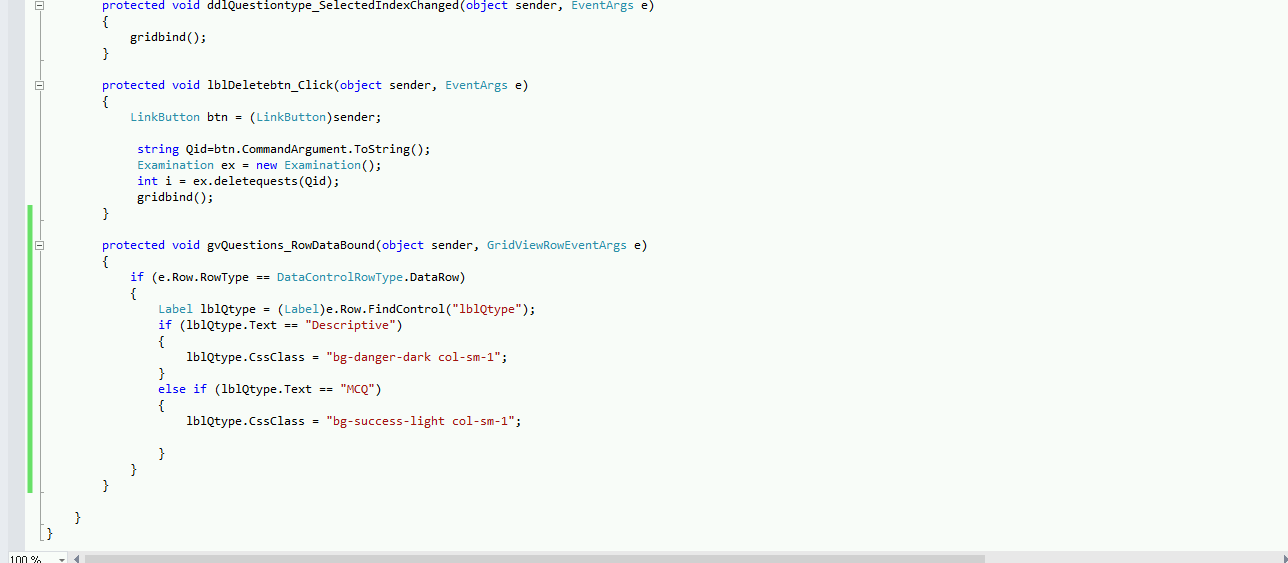 protected void ddlQuestiontype_SelectedIndexChanged(object sender, EventArgs e)
{
gridbind();
}
protected void lblDeletebtn_Click(object sender, EventArgs e)
{
LinkButton btn = (LinkButton)sender;
string Qid=btn.CommandArgument.ToString();
Examination ex = new Examination();
int i = ex.deletequests(Qid);
gridbind();
}
protected void gvQuestions_RowDataBound(object sender, GridViewRowEventArgs e)
{
if (e.Row.RowType == DataControlRowType.DataRow)
{
Label lblQtype = (Label)e.Row.FindControl("lblQtype");
if (lblQtype.Text == "Descriptive")
{
lblQtype.CssClass = "bg-danger-dark col-sm-1";
}
else if (lblQtype.Text == "MCQ")
{
lblQtype.CssClass = "bg-success-light col-sm-1";
}
}
}
}
}
100 %